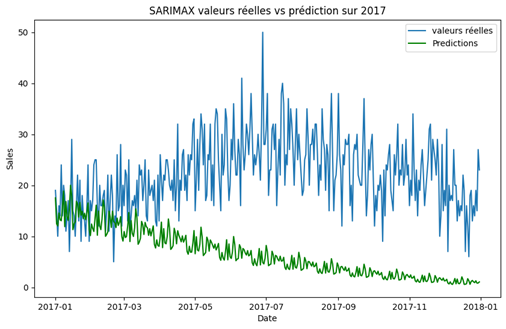 SARIMAX valeurs réelles vs prédiction sur 2017
valeurs réelles
Predictions
50
40
30
20
10
0
Sales
2017-01
2017-03
2017-05
2017-07
2017-09
2017-11
2018-01
Date